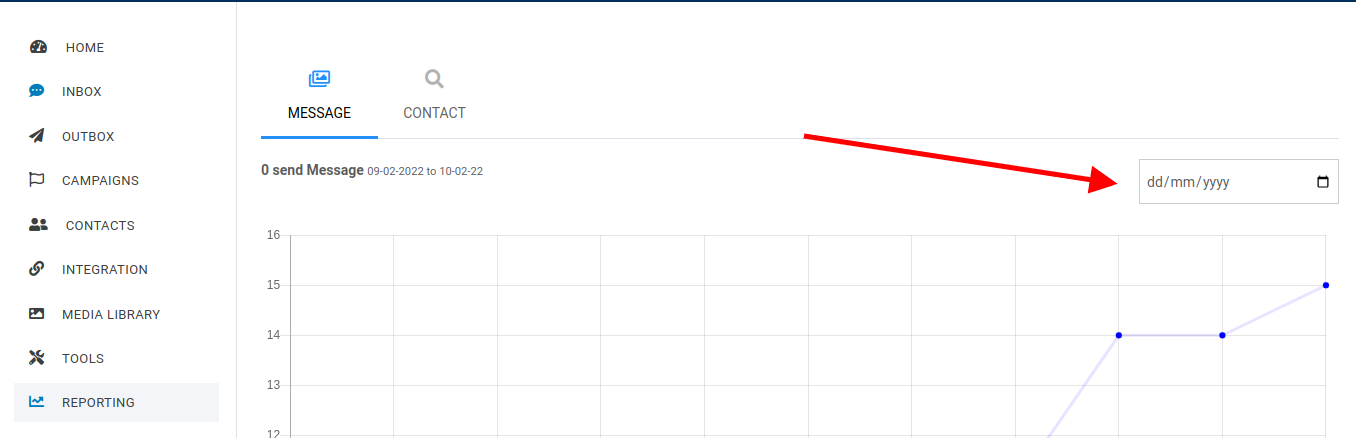 HOME
INBOX
OUTBOX
CAMPAIGNS
CONTACTS
INTEGRATION
MEDIA LIBRARY
TOOLS
REPORTING
MESSAGE CONTACT
0 send Message 09-02-2022 to 10-02-22
dd/mm/yyyy
16
15
14
13
12